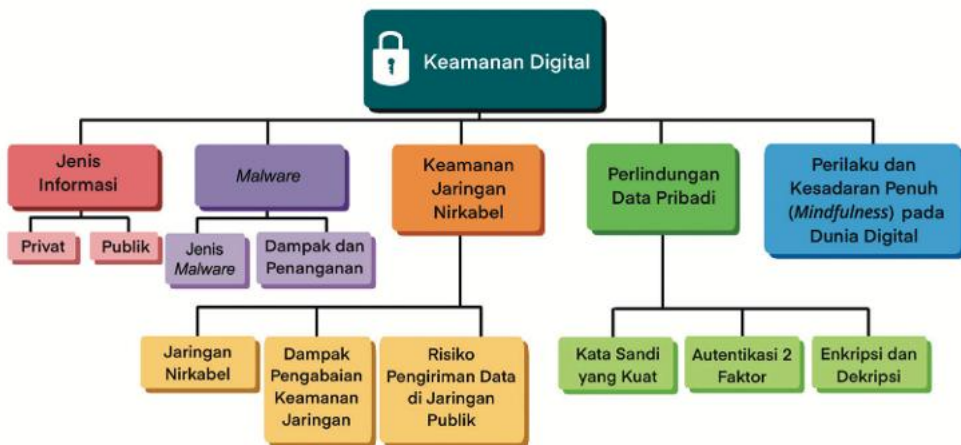 Keamanan Digital
Jenis
Informasi
Malware
Keamanan
Jaringan
Nirkabel
Perlindungan
Data Pribadi
Perilaku dan
Kesadaran Penuh
(Mindfulness) pada
Dunia Digital
Privat
Publik
Jenis
Malware
Dampak dan
Penanganan
Jaringan
Nirkabel
Dampak
Pengabaian
Keamanan
Jaringan
Risiko
Pengiriman Data
di Jaringan
Publik
Kata Sandi
yang Kuat
Autentikasi 2
Faktor
Enkripsi dan
Dekripsi